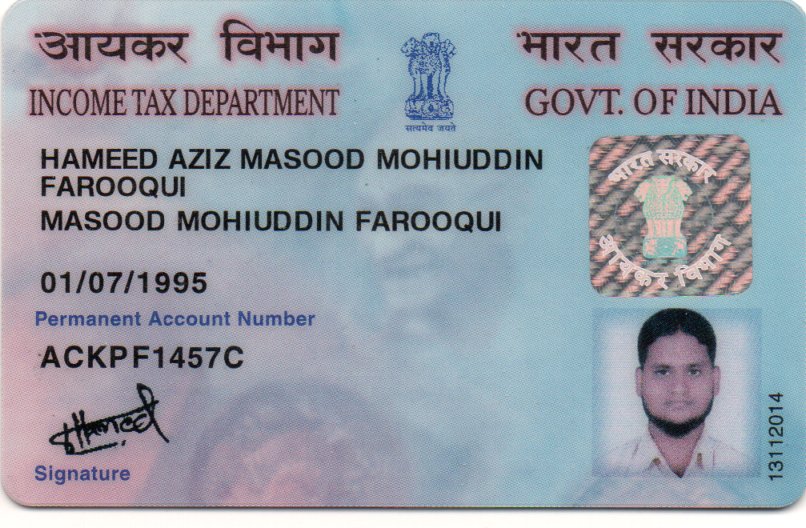 आयकर विभाग
भारत सरकार
INCOME TAX DEPARTMENT
GOVT. OF INDIA
सत्यमेव जयते
HAMEED AZIZ MASOOD MOHIUDDIN
FAROOQUI
MASOOD MOHIUDDIN FAROOQUI
भारत सरकार
आयकर विभाग
01/07/1995
Permanent Account Number
ACKPF1457C
Hameed
Signature
13112014